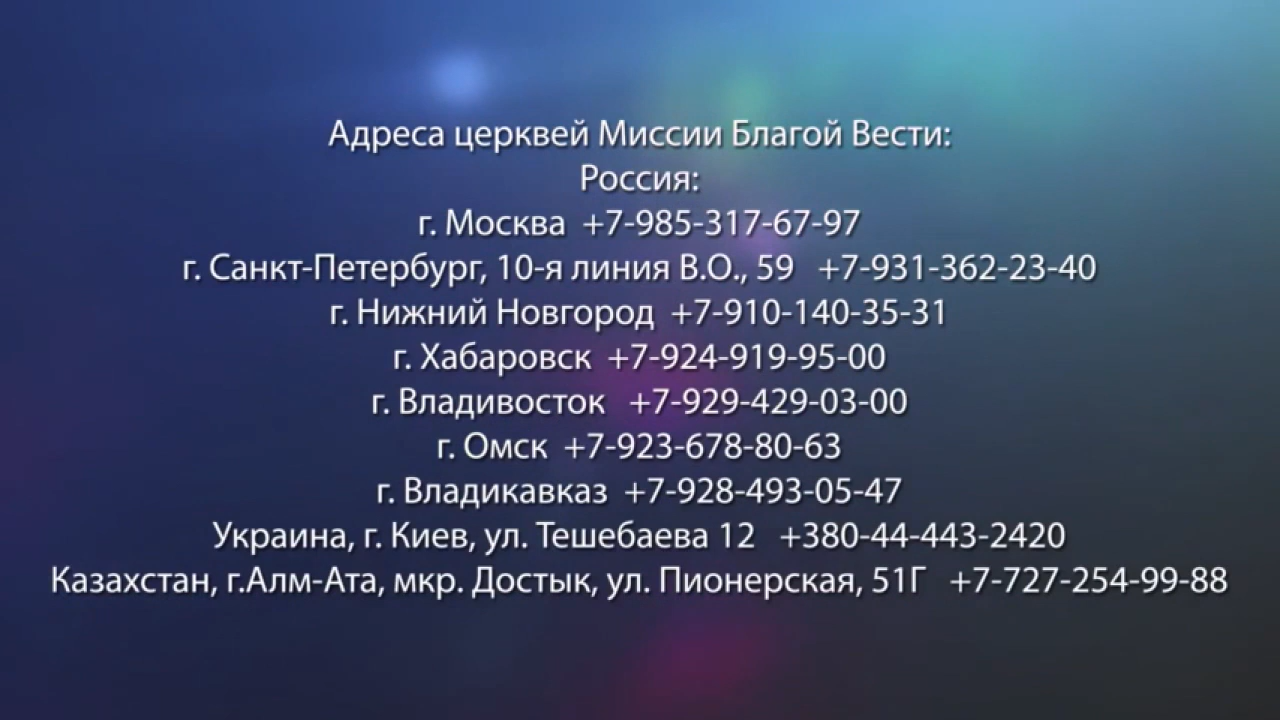 Адреса церквей Миссии Благой Вести:
Россия:
г. Москва +7-985-317-67-97
г. Санкт-Петербург, 10-я линия В.О., 59 +7-931-362-23-40
г. Нижний Новгород +7-910-140-35-31
г. Хабаровск +7-924-919-95-00
г. Владивосток +7-929-429-03-00
г. Омск +7-923-678-80-63
г. Владикавказ +7-928-493-05-47
Украина, г. Киев, ул. Тешебаева 12 +380-44-443-2420
Казахстан, г.Алм-Ата, мкр. Достык, ул. Пионерская, 51Г +7-727-254-99-88